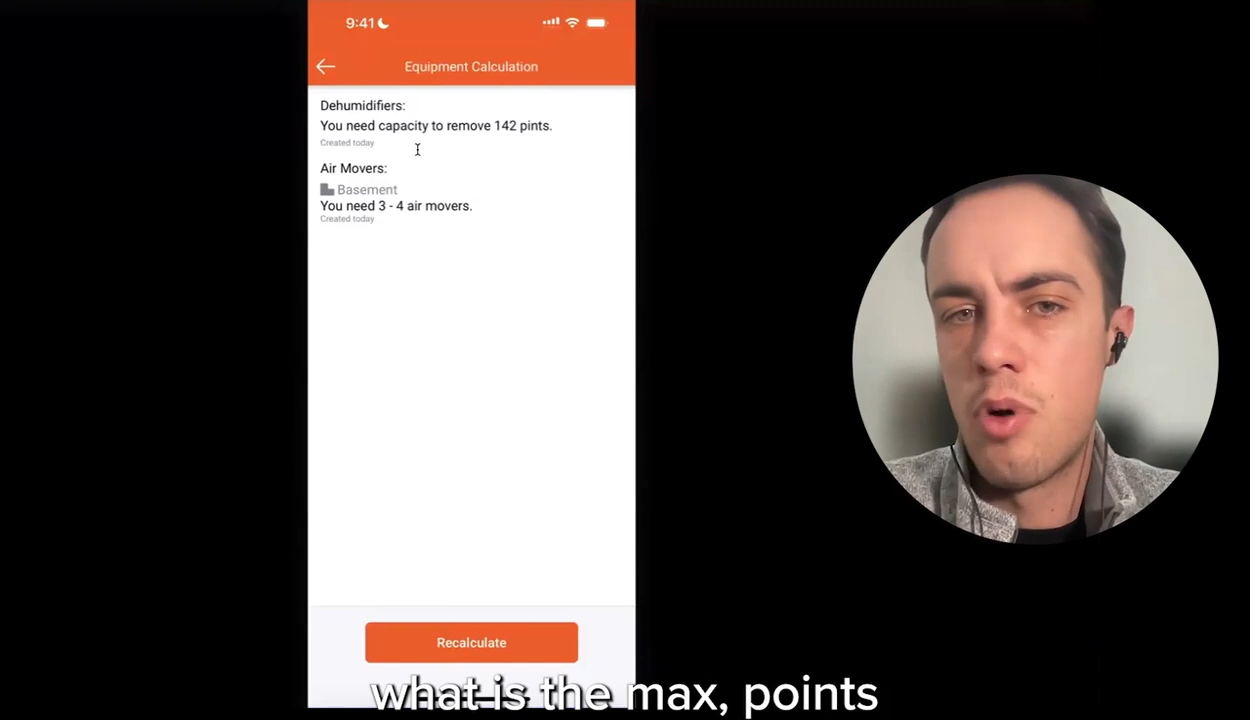 9:41
Equipment Calculation
Dehumidifiers:
You need capacity to remove 142 pints.
Created today
Air Movers:
Basement
You need 3 - 4 air movers.
Created today
Recalculate
what is the max, points